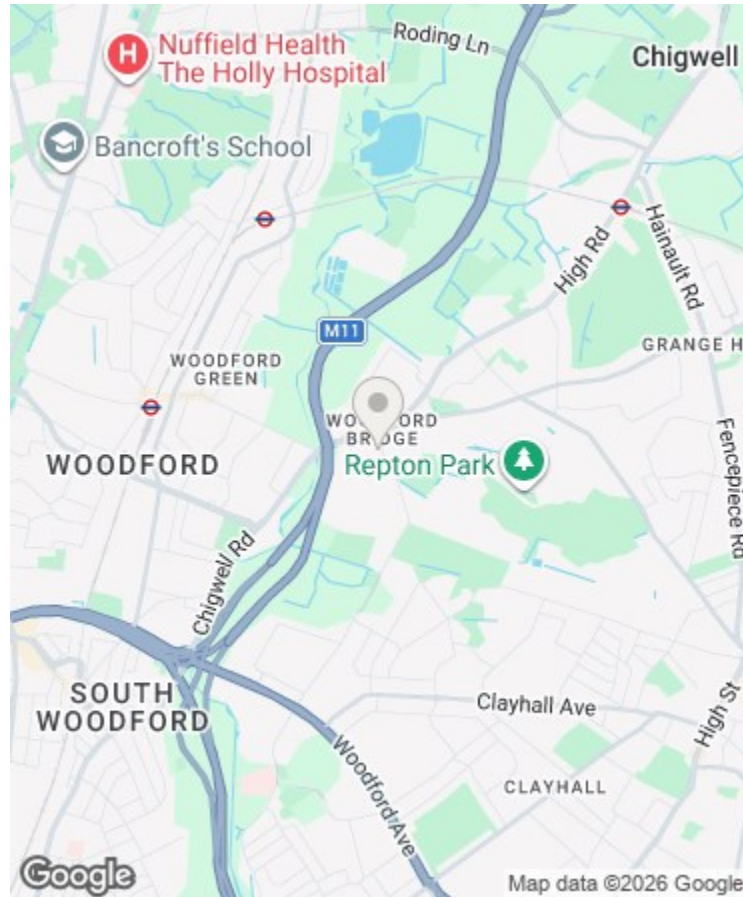 Nuffield Health
The Holly Hospital
Roding Ln
Chigwell
Bancroft's School
High Rd
Hainault Rd
M11
GRANGE H
WOODFORD
GREEN
WOODFORD
BRIDGE
WOODFORD
Repton Park
Fencepiece Rd
Chigwell Rd
SOUTH
WOODFORD
Clayhall Ave
High St
Woodford Ave
CLAYHALL
Google
Map data ©2026 Google